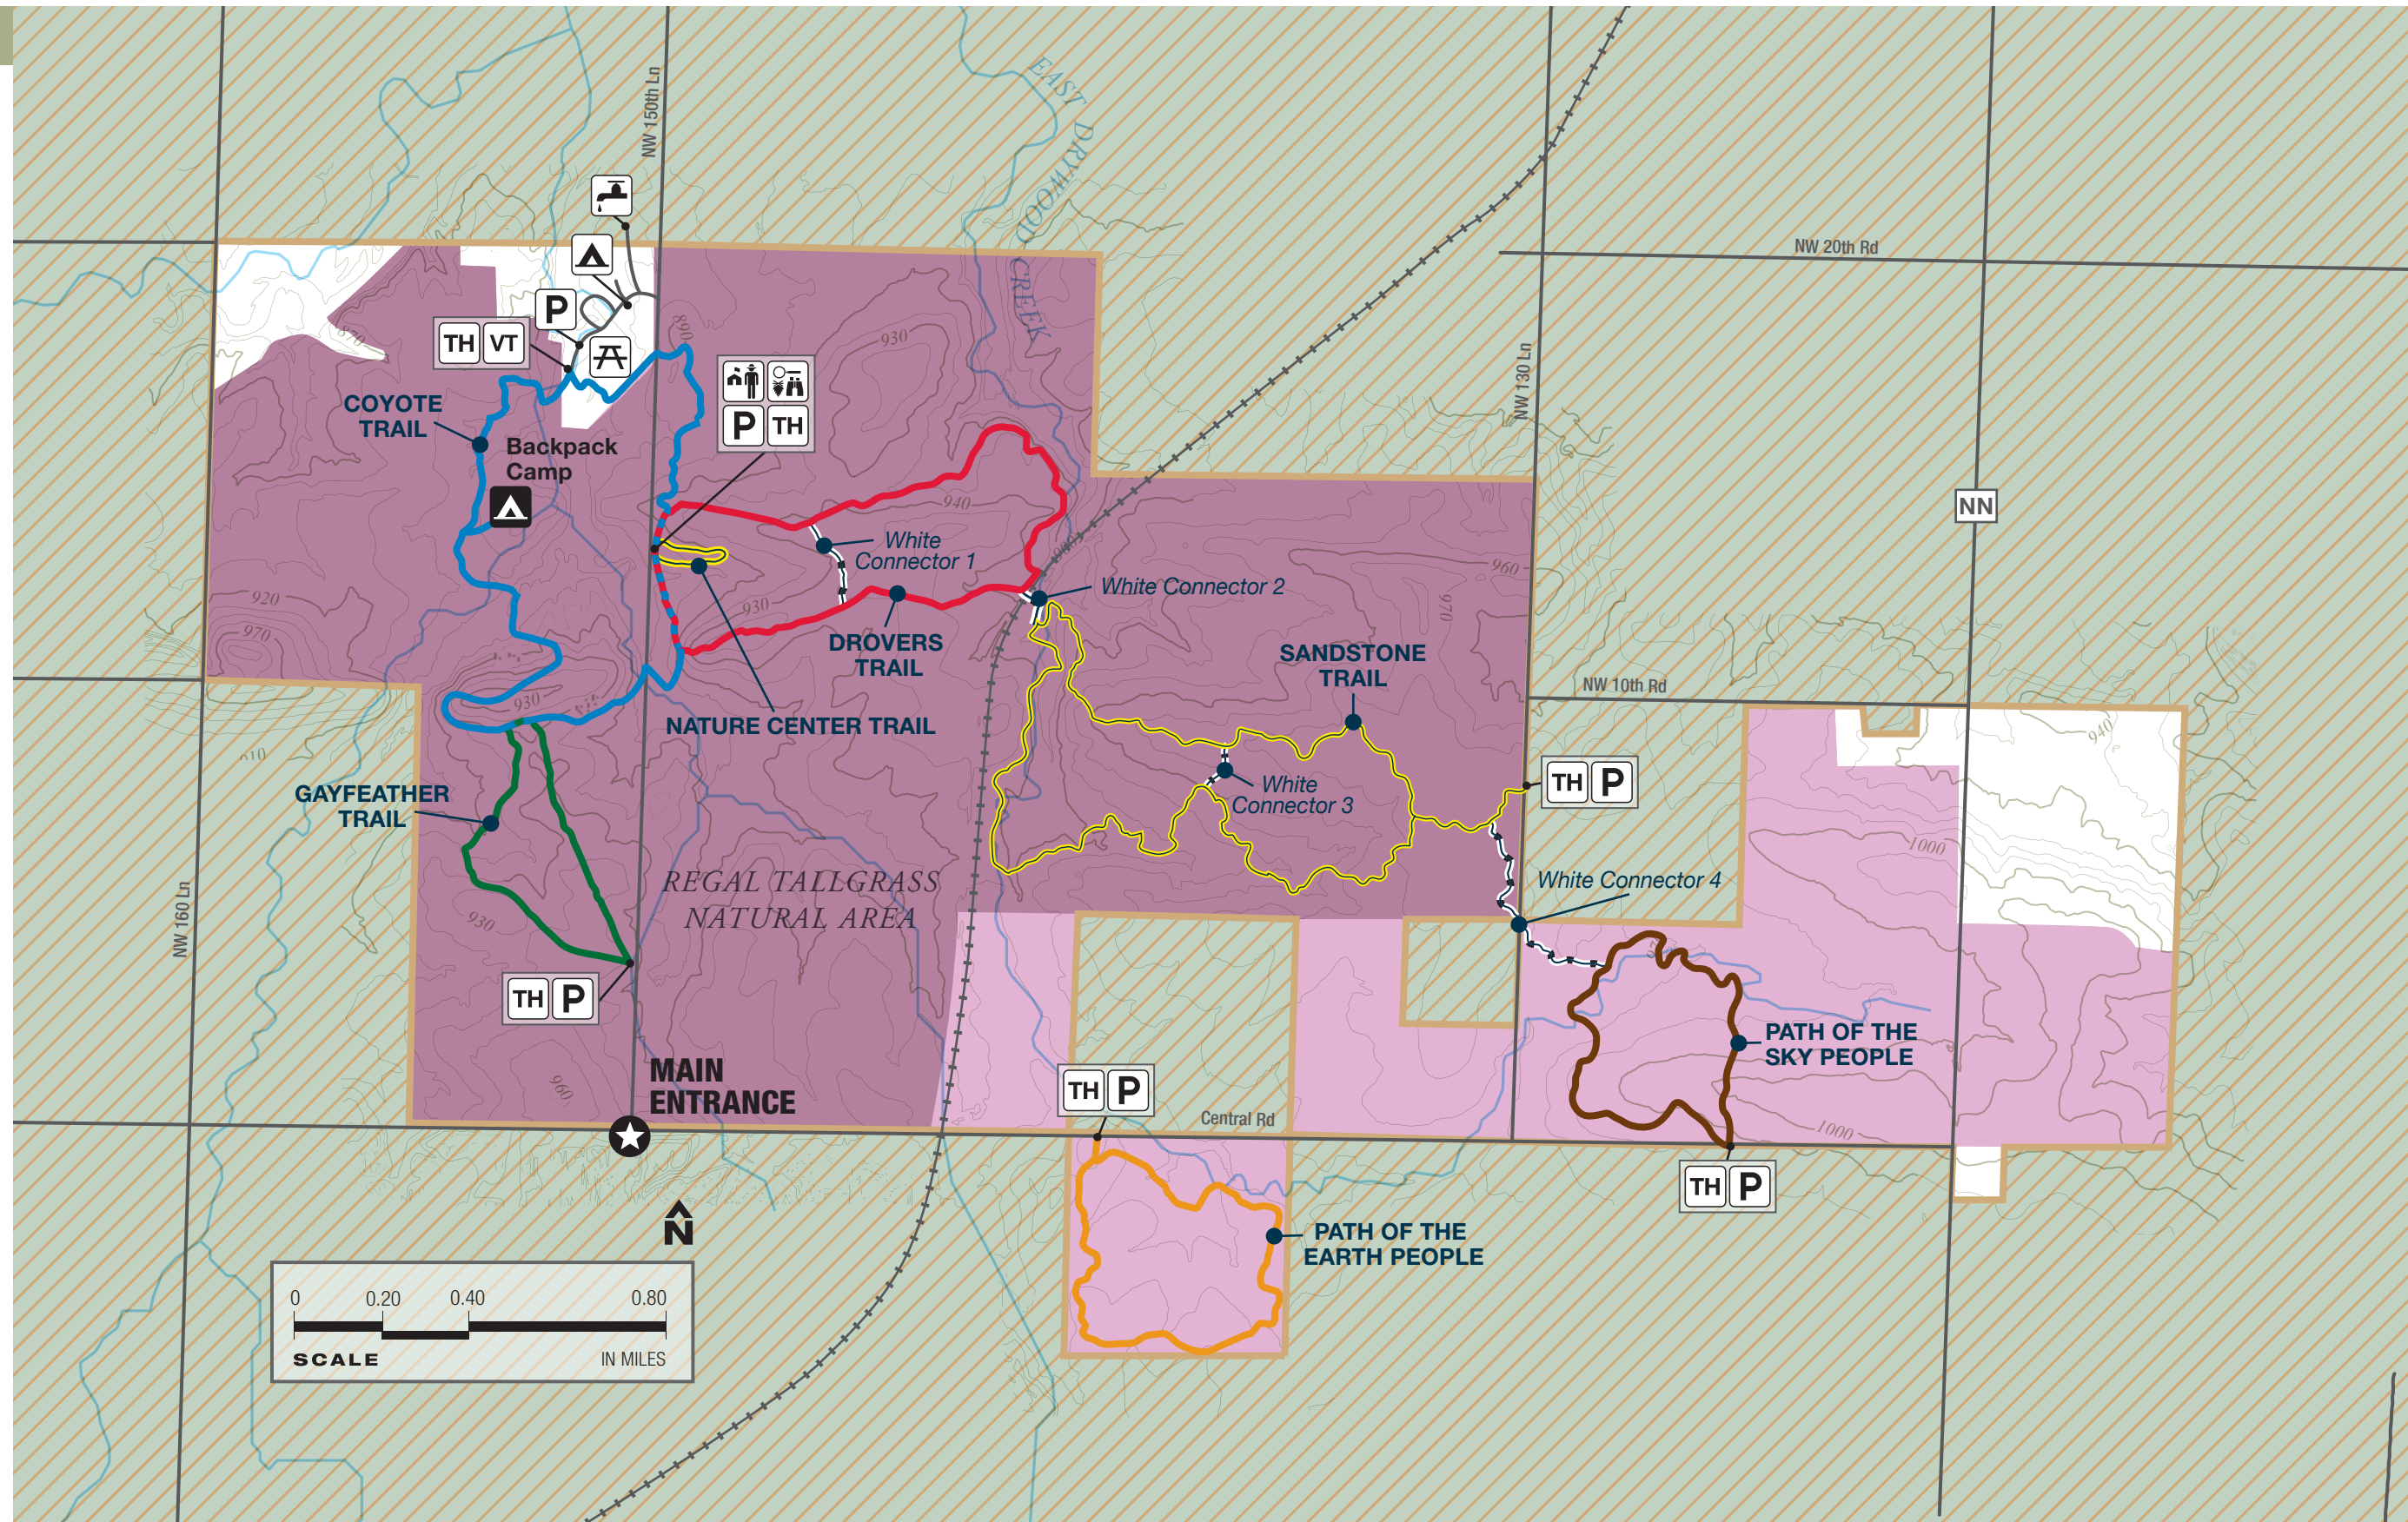 NW 150th Ln
EAST DRYWOOD CREEK
NW 20th Rd
P
TH VT
890
870
930
P TH
COYOTE
TRAIL
Backpack
Camp
NW 130 Ln
NN
940
White
Connector 1
900
White Connector 2
960
970
920
970
930
DROVERS
TRAIL
SANDSTONE
TRAIL
NW 10th Rd
930
NATURE CENTER TRAIL
940
TH P
White
Connector 3
GAYFEATHER
TRAIL
1000
REGAL TALLGRASS
NATURAL AREA
White Connector 4
930
NW 160 Ln
TH P
PATH OF THE
SKY PEOPLE
MAIN
ENTRANCE
960
TH P
Central Rd
1000
TH P
N
PATH OF THE
EARTH PEOPLE
0 0.20 0.40 0.80
SCALE IN MILES